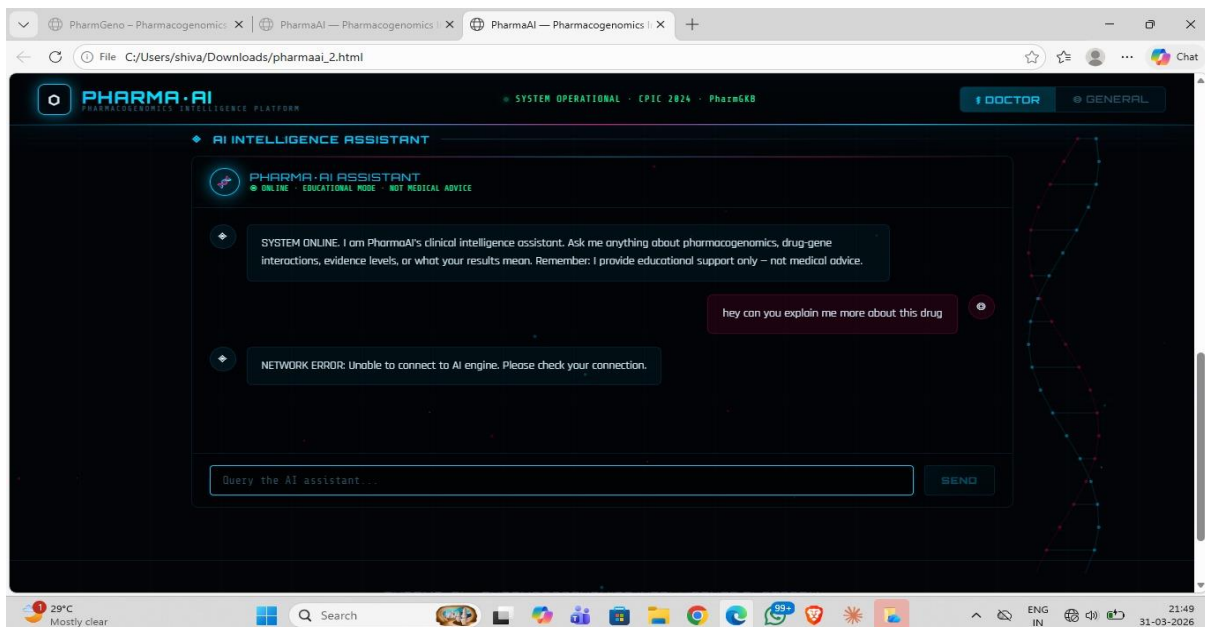 PharmGeno – Pharmacogenomics
PharmaAI — Pharmacogenomics I
PharmaAI — Pharmacogenomics I
File C:/Users/shiva/Downloads/pharmaai_2.html
Chat
PHARMA·AI
PHARMACOGENOMICS INTELLIGENCE PLATFORM
SYSTEM OPERATIONAL · CPIC 2024 · PharmGKB
DOCTOR
GENERAL
AI INTELLIGENCE ASSISTANT
PHARMA·AI ASSISTANT
ONLINE · EDUCATIONAL MODE · NOT MEDICAL ADVICE
SYSTEM ONLINE. I am PharmaAI's clinical intelligence assistant. Ask me anything about pharmacogenomics, drug-gene
interactions, evidence levels, or what your results mean. Remember: I provide educational support only — not medical advice.
hey can you explain me more about this drug
NETWORK ERROR: Unable to connect to AI engine. Please check your connection.
Query the AI assistant...
SEND
1
29°C
Mostly clear
Search
99+
ENG
IN
21:49
31-03-2026